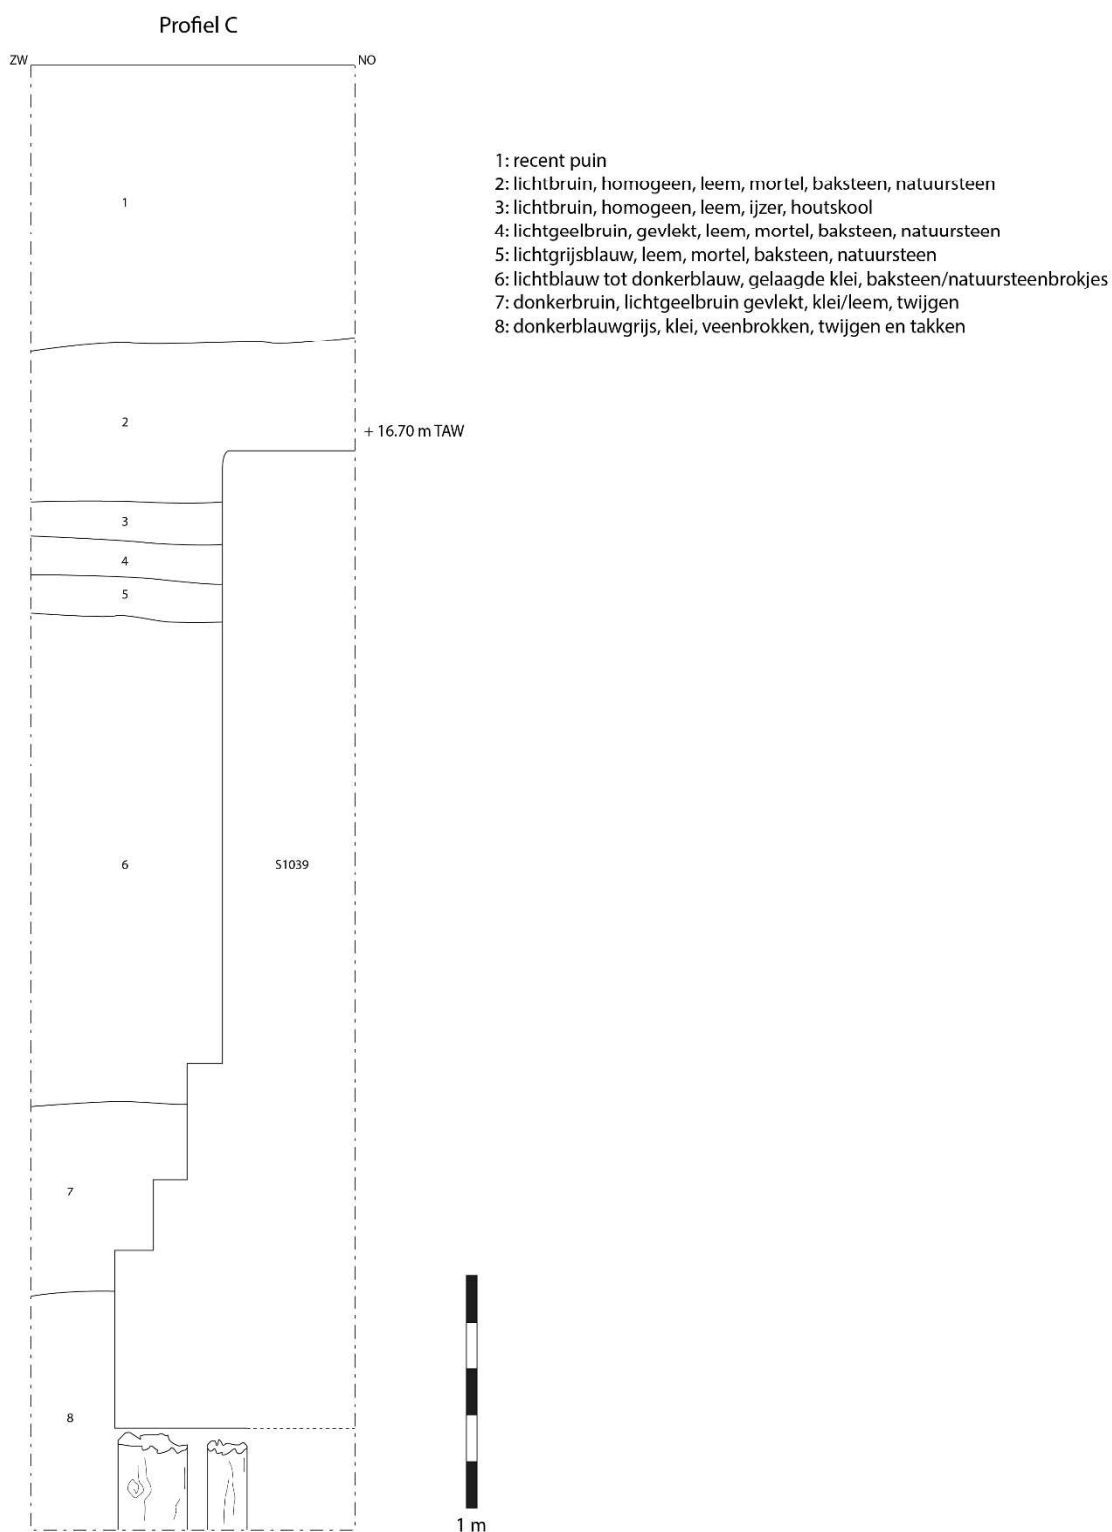 Profiel C
ZW
NO
1: recent puin
2: lichtbruin, homogeen, leem, mortel, baksteen, natuursteen
3: lichtbruin, homogeen, leem, ijzer, houtskool
4: lichtgeelbruin, gevlekt, leem, mortel, baksteen, natuursteen
5: lichtgrijsblauw, leem, mortel, baksteen, natuursteen
6: lichtblauw tot donkerblauw, gelaagde klei, baksteen/natuursteenbrokjes
7: donkerbruin, lichtgeelbruin gevlekt, klei/leem, twijgen
8: donkerblauwgrijs, klei, veenbrokken, twijgen en takken
1
2
+ 16.70 m TAW
3
4
5
6
S1039
7
8
1 m